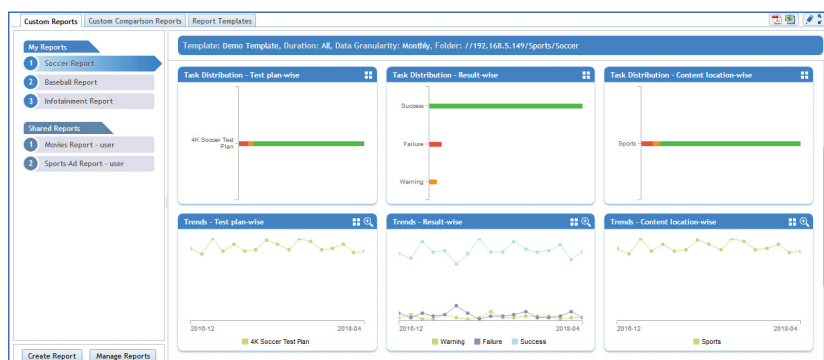 Custom Reports Custom Comparison Reports Report Templates
My Reports
1 Soccer Report
2 Baseball Report
3 Infotainment Report
Shared Reports
1 Movies Report - user
2 Sports-Ad Report - user
Create Report Manage Reports
Template: Demo Template, Duration: All, Data Granularity: Monthly, Folder: //192.168.5.149/Sports/Soccer
Task Distribution - Test plan-wise
4K Soccer Test
Plan
Task Distribution - Result-wise
Success
Failure
Warning
Task Distribution - Content location-wise
Sports
Trends - Test plan-wise
2016-12 2018-04
4K Soccer Test Plan
Trends - Result-wise
2016-12 2018-04
Warning Failure Success
Trends - Content location-wise
2016-12 2018-04
Sports